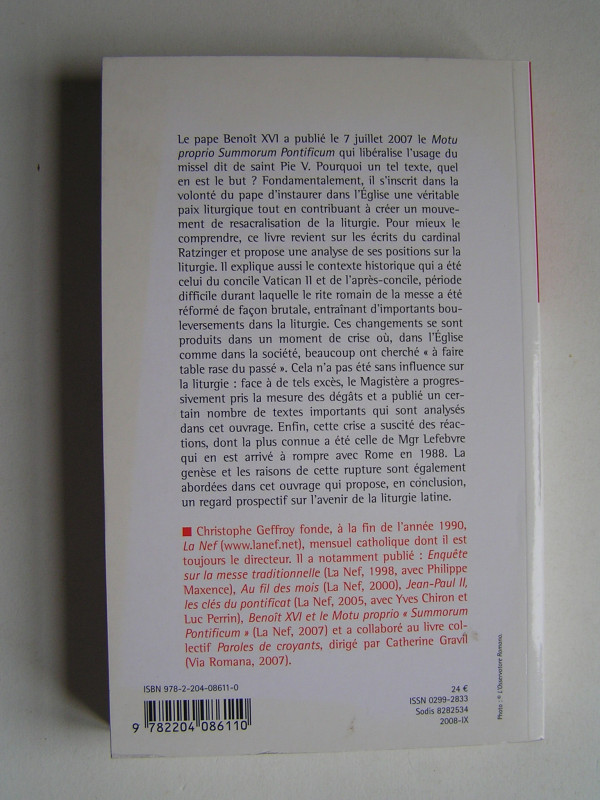 Le pape Benoît XVI a publié le 7 juillet 2007 le Motu
proprio Summorum Pontificum qui libéralise l'usage du
missel dit de saint Pie V. Pourquoi un tel texte, quel
en est le but ? Fondamentalement, il s'inscrit dans la
volonté du pape d'instaurer dans l'Église une véritable
paix liturgique tout en contribuant à créer un mouve-
ment de resacralisation de la liturgie. Pour mieux le
comprendre, ce livre revient sur les écrits du cardinal
Ratzinger et propose une analyse de ses positions sur la
liturgie. Il explique aussi le contexte historique qui a été
celui du concile Vatican II et de l'après-concile, période
difficile durant laquelle le rite romain de la messe a été
réformé de façon brutale, entraînant d'importants bou-
leversements dans la liturgie. Ces changements se sont
produits dans un moment de crise où, dans l'Église
comme dans la société, beaucoup ont cherché « à faire
table rase du passé ». Cela n'a pas été sans influence sur
la liturgie : face à de tels excès, le Magistère a progres-
sivement pris la mesure des dégâts et a publié un cer-
tain nombre de textes importants qui sont analysés
dans cet ouvrage. Enfin, cette crise a suscité des réac-
tions, dont la plus connue a été celle de Mgr Lefebvre
qui en est arrivé à rompre avec Rome en 1988. La
genèse et les raisons de cette rupture sont également
abordées dans cet ouvrage qui propose, en conclusion,
un regard prospectif sur l'avenir de la liturgie latine.
■ Christophe Geffroy fonde, à la fin de l'année 1990,
La Nef (www.lanef.net), mensuel catholique dont il est
toujours le directeur. Il a notamment publié : Enquête
sur la messe traditionnelle (La Nef, 1998, avec Philippe
Maxence), Au fil des mois (La Nef, 2000), Jean-Paul II,
les clés du pontificat (La Nef, 2005, avec Yves Chiron et
Luc Perrin), Benoît XVI et le Motu proprio « Summorum
Pontificum » (La Nef, 2007) et a collaboré au livre col-
lectif Paroles de croyants, dirigé par Catherine Gravil
(Via Romana, 2007).
ISBN 978-2-204-08611-0
9 782204 086110
24 €
ISSN 0299-2833
Sodis 8282534
2008-IX
Photo : © L'Osservatore Romano.